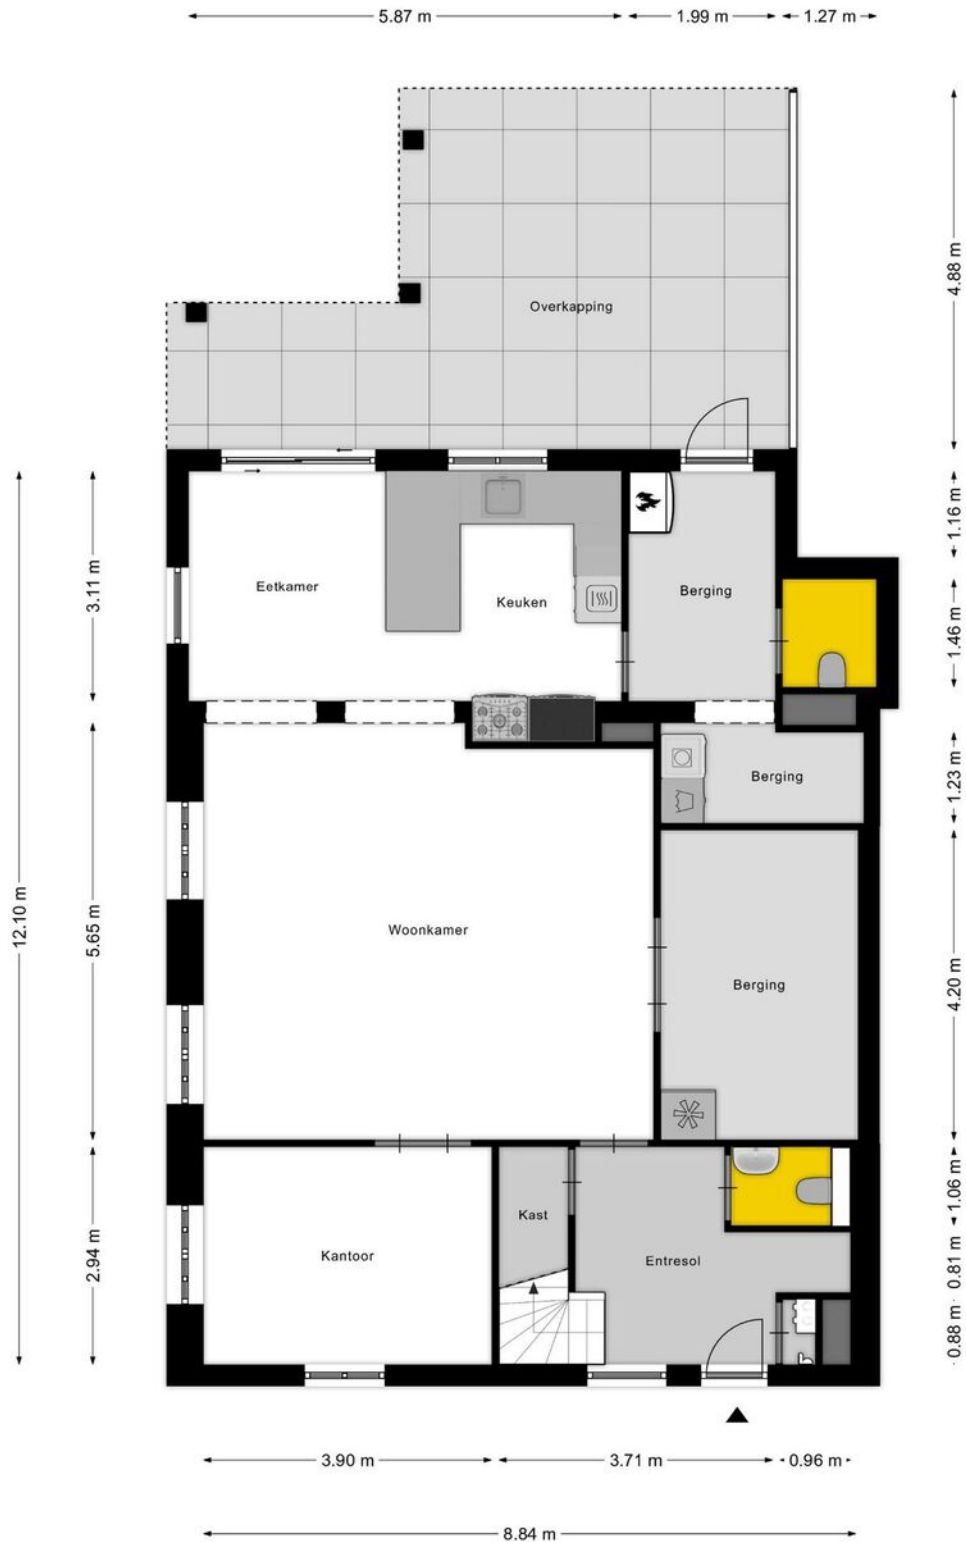 5.87 m
1.99 m
1.27 m
4.88 m
Overkapping
1.16 m
3.11 m
Eetkamer
Keuken
Berging
1.46 m
Berging
1.23 m
12.10 m
5.65 m
Woonkamer
Berging
4.20 m
1.06 m
Kast
2.94 m
Kantoor
Entresol
0.81 m
0.88 m
3.90 m
3.71 m
0.96 m
8.84 m